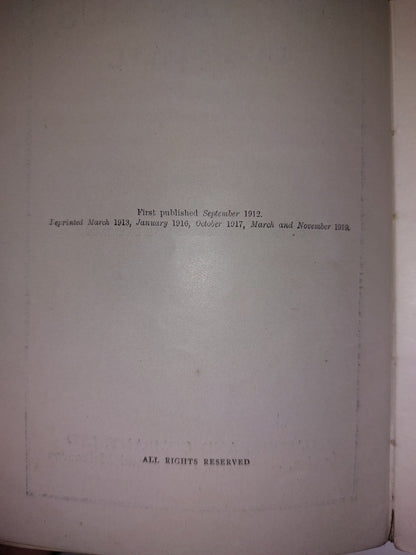 First published September 1912.
Reprinted March 1913, January 1916, October 1917, March and November 1919.
ALL RIGHTS RESERVED